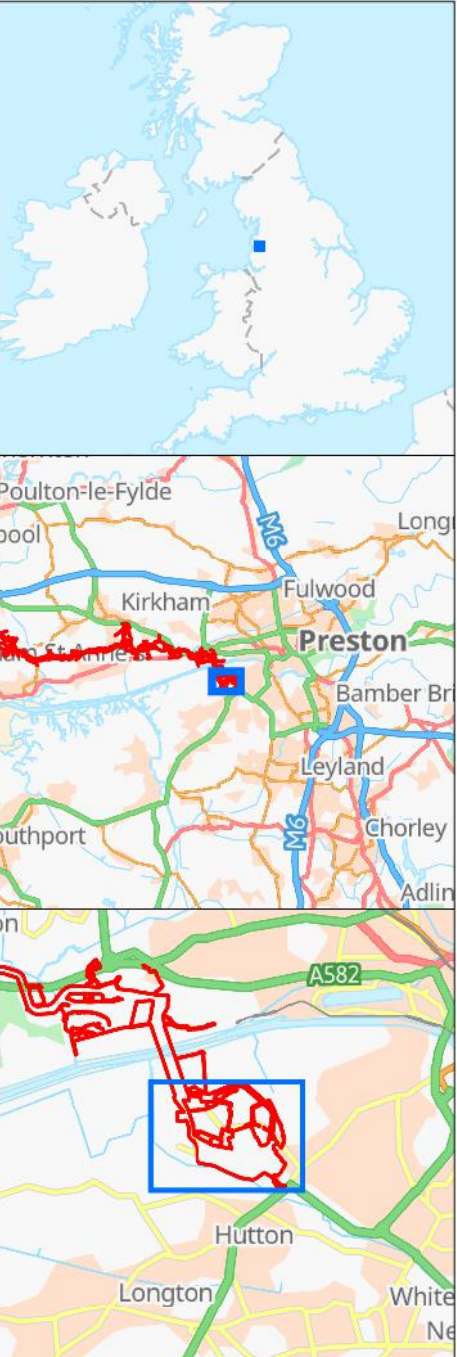 Poulton-le-Fylde
M6
Long
pool
Fulwood
Kirkham
Preston
Bamber Bri
Leyland
outhport
M6
Chorley
Adlin
on
A582
Hutton
Longton
White
Ne